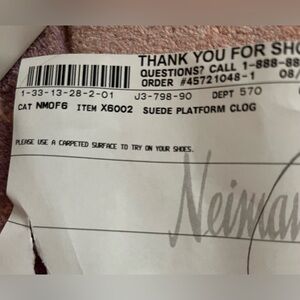 THANK YOU FOR SH
QUESTIONS? CALL 1-888-88
ORDER #45721048-1 08/
1-33-13-28-2-01 J3-798-90 DEPT 570
CAT NMOF6 ITEM X6002 SUEDE PLATFORM CLOG
PLEASE USE A CARPETED SURFACE TO TRY ON YOUR SHOES.
Neiman